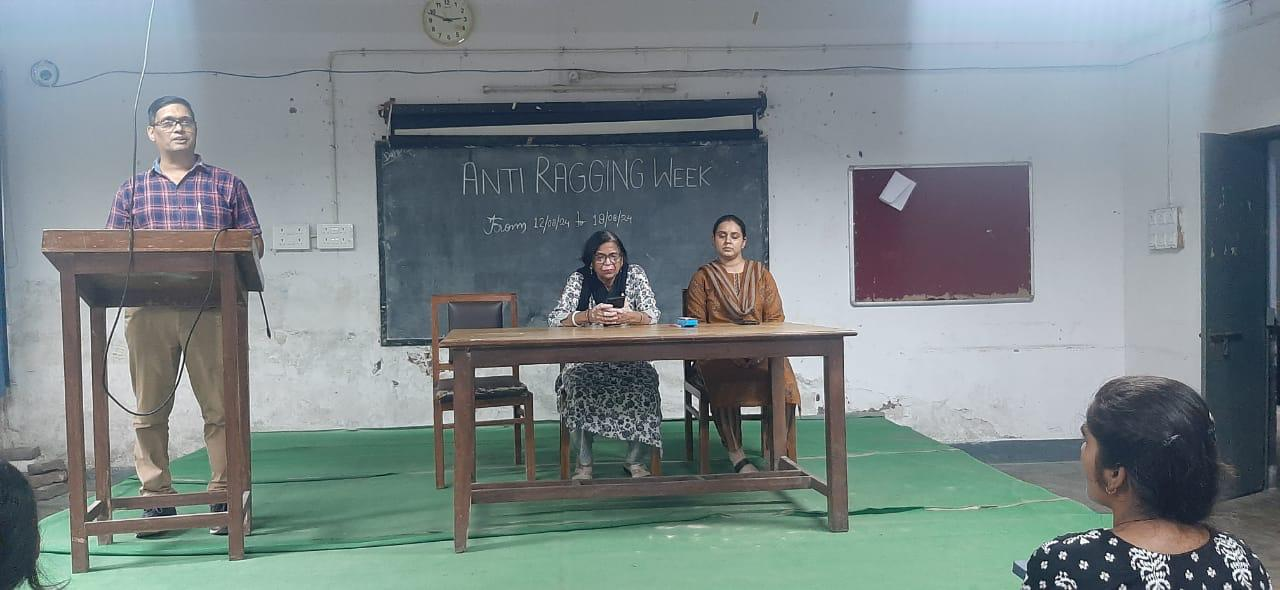 ANTI RAGGING WEEK
From 12/08/24 to 18/08/24